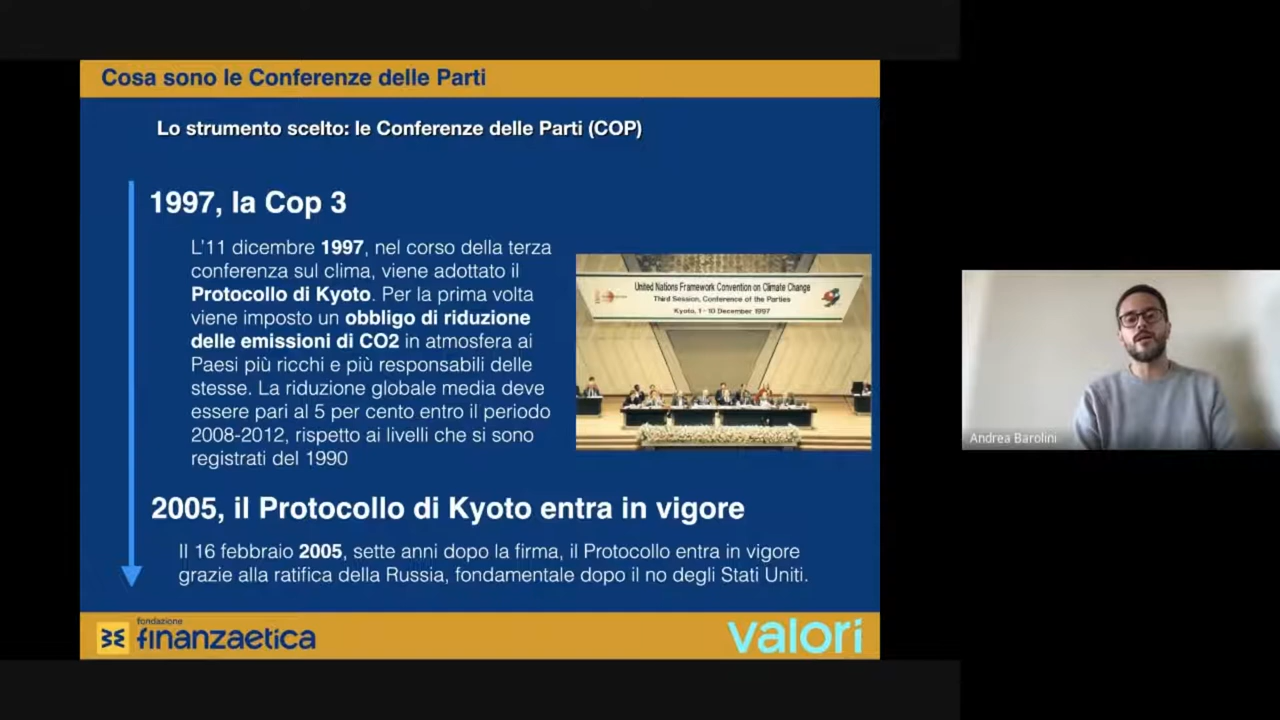 Cosa sono le Conferenze delle Parti
Lo strumento scelto: le Conferenze delle Parti (COP)
1997, la Cop 3
L'11 dicembre 1997, nel corso della terza
conferenza sul clima, viene adottato il
Protocollo di Kyoto. Per la prima volta
viene imposto un obbligo di riduzione
delle emissioni di CO2 in atmosfera ai
Paesi più ricchi e più responsabili delle
stesse. La riduzione globale media deve
essere pari al 5 per cento entro il periodo
2008-2012, rispetto ai livelli che si sono
registrati del 1990
United Nations Framework Convention on Climate Change
Third Session, Conference of the Parties
Kyoto, 1 - 10 December 1997
2005, il Protocollo di Kyoto entra in vigore
Il 16 febbraio 2005, sette anni dopo la firma, il Protocollo entra in vigore
grazie alla ratifica della Russia, fondamentale dopo il no degli Stati Uniti.
fondazione
finanzaetica
valori
Andrea Barolini